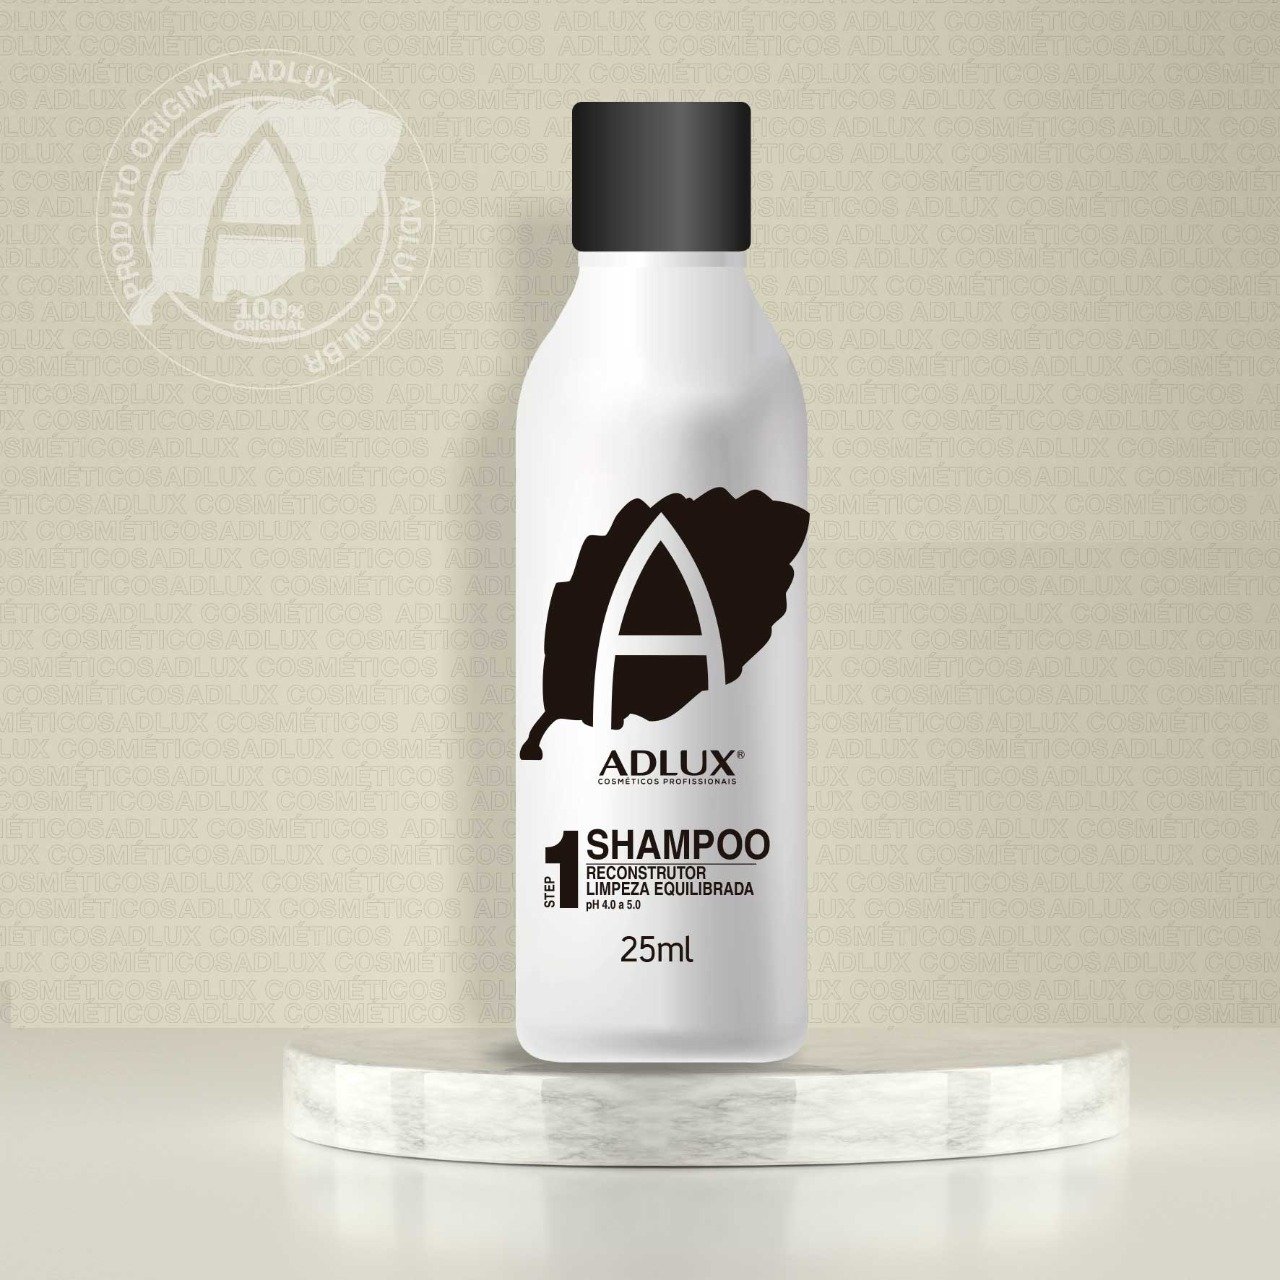 PRODUTO ORIGINAL ADLUX
ADLUX.COM.BR
100%
ORIGINAL
ADLUX®
COSMÉTICOS PROFISSIONAIS
STEP 1
SHAMPOO
RECONSTRUTOR
LIMPEZA EQUILIBRADA
pH 4.0 a 5.0
25ml
ADLUX COSMÉTICOS